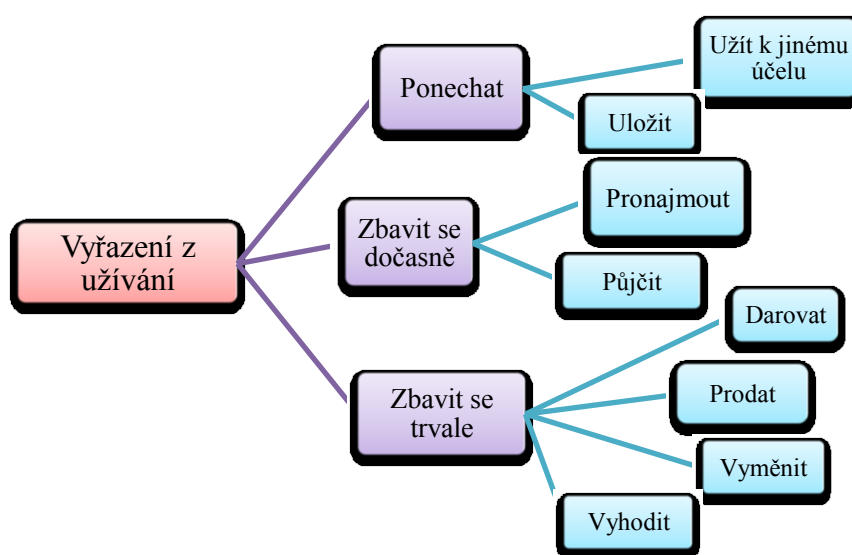 Vyřazení z
užívání
Ponechat
Užít k jinému
účelu
Uložit
Zbavit se
dočasně
Pronajmout
Půjčit
Zbavit se
trvale
Darovat
Prodat
Vyměnit
Vyhodit